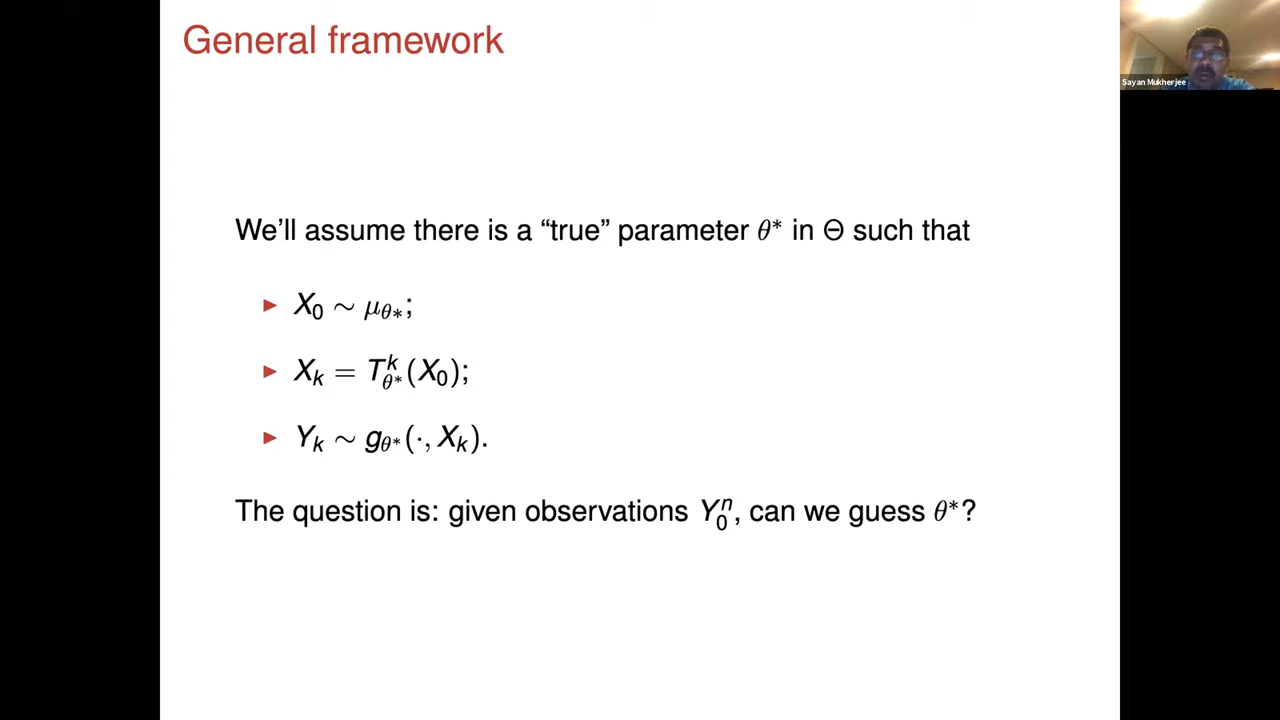 General framework
Sayan Mukherjee
We'll assume there is a “true” parameter θ* in Θ such that
► X₀ ∼ μ_θ*;
► X_k = T^k_θ*(X₀);
► Y_k ∼ g_θ*(·, X_k).
The question is: given observations Y₀ⁿ, can we guess θ*?